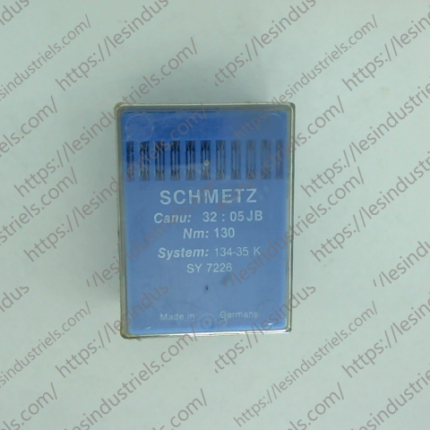 SCHMETZ
Canu: 32 : 05 JB
Nm: 130
System: 134-35 K
SY 7226
Made in Germany
https://lesindustriels.com/